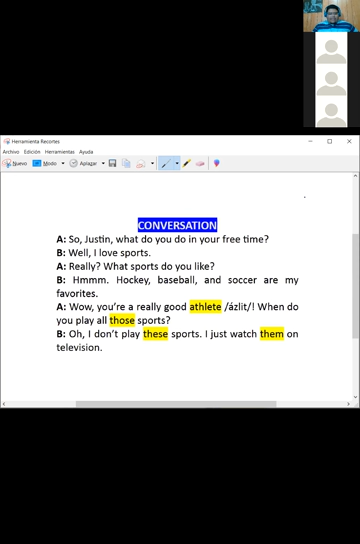 Herramienta Recortes
Archivo Edición Herramientas Ayuda
Nuevo Modo Aplazar
CONVERSATION
A: So, Justin, what do you do in your free time?
B: Well, I love sports.
A: Really? What sports do you like?
B: Hmmm. Hockey, baseball, and soccer are my
favorites.
A: Wow, you're a really good athlete /ázlit/! When do
you play all those sports?
B: Oh, I don't play these sports. I just watch them on
television.